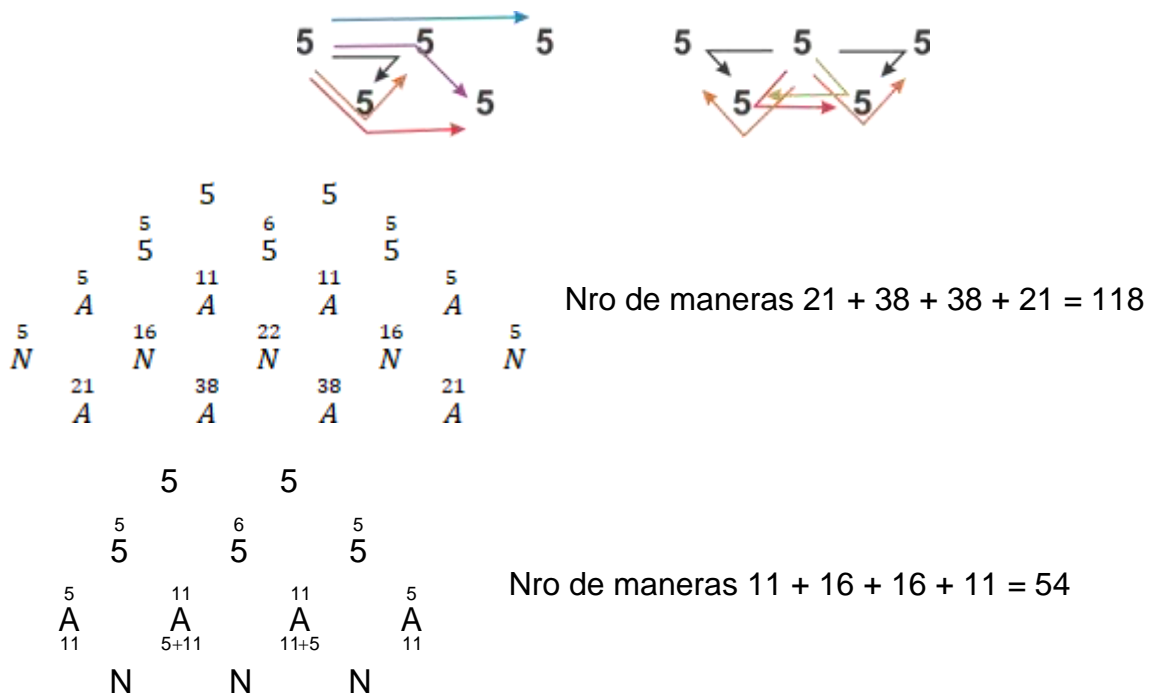 5 5 5 5 5 5
5 5 5 5
5 5
5 6 5
5 5 5
5 11 11 5
A A A A
Nro de maneras 21 + 38 + 38 + 21 = 118
5 16 22 16 5
N N N N N
21 38 38 21
A A A A
5 5
5 6 5
5 5 5
5 11 11 5
A A A A
11 5+11 11+5 11
Nro de maneras 11 + 16 + 16 + 11 = 54
N N N